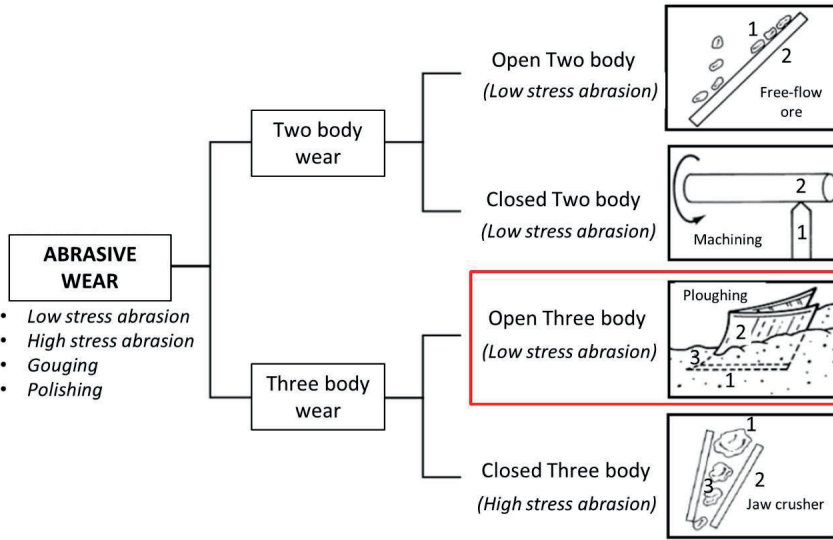 ABRASIVE
WEAR
• Low stress abrasion
• High stress abrasion
• Gouging
• Polishing
Two body
wear
Open Two body
(Low stress abrasion)
1
2
Free-flow
ore
Closed Two body
(Low stress abrasion)
2
1
Machining
Three body
wear
Open Three body
(Low stress abrasion)
Ploughing
2
3
1
Closed Three body
(High stress abrasion)
1
2
3
Jaw crusher